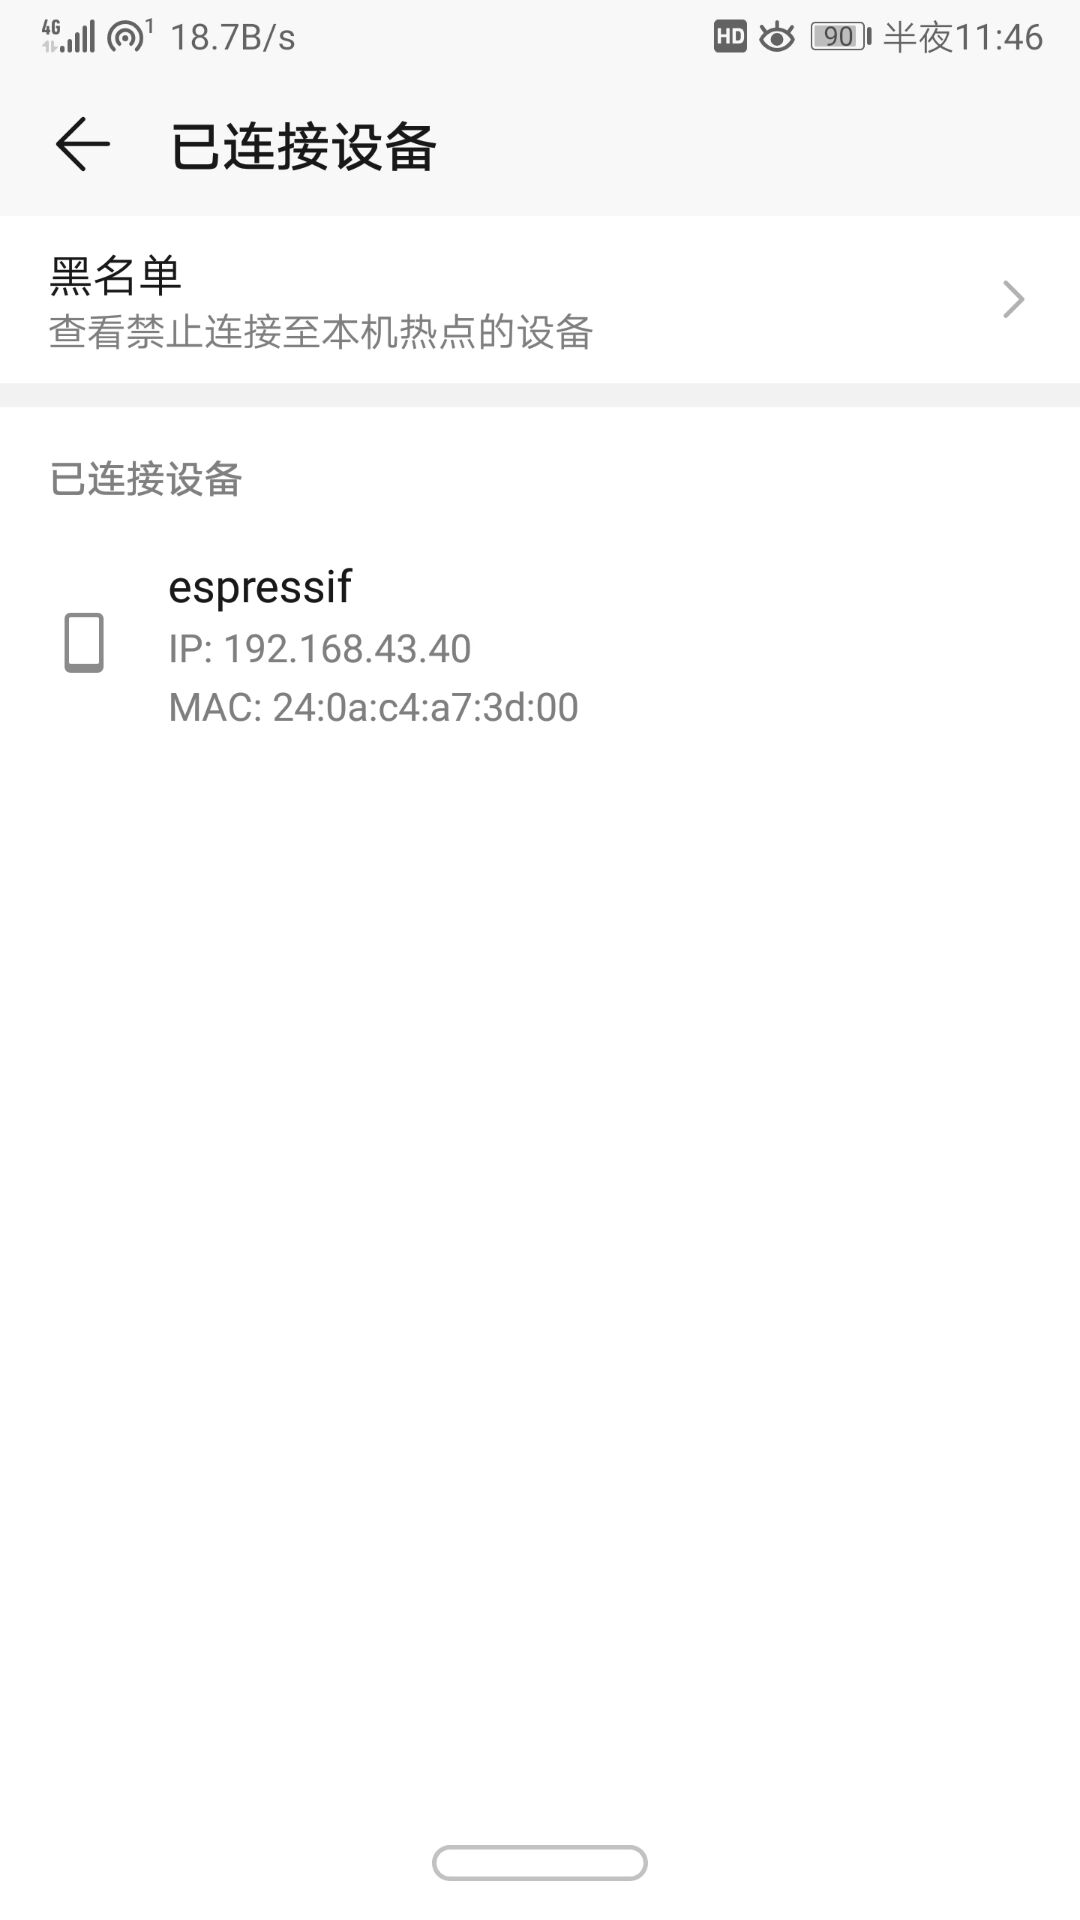 4G 1 18.7B/s HD 90 半夜11:46
已连接设备
黑名单
查看禁止连接至本机热点的设备
已连接设备
espressif
IP: 192.168.43.40
MAC: 24:0a:c4:a7:3d:00